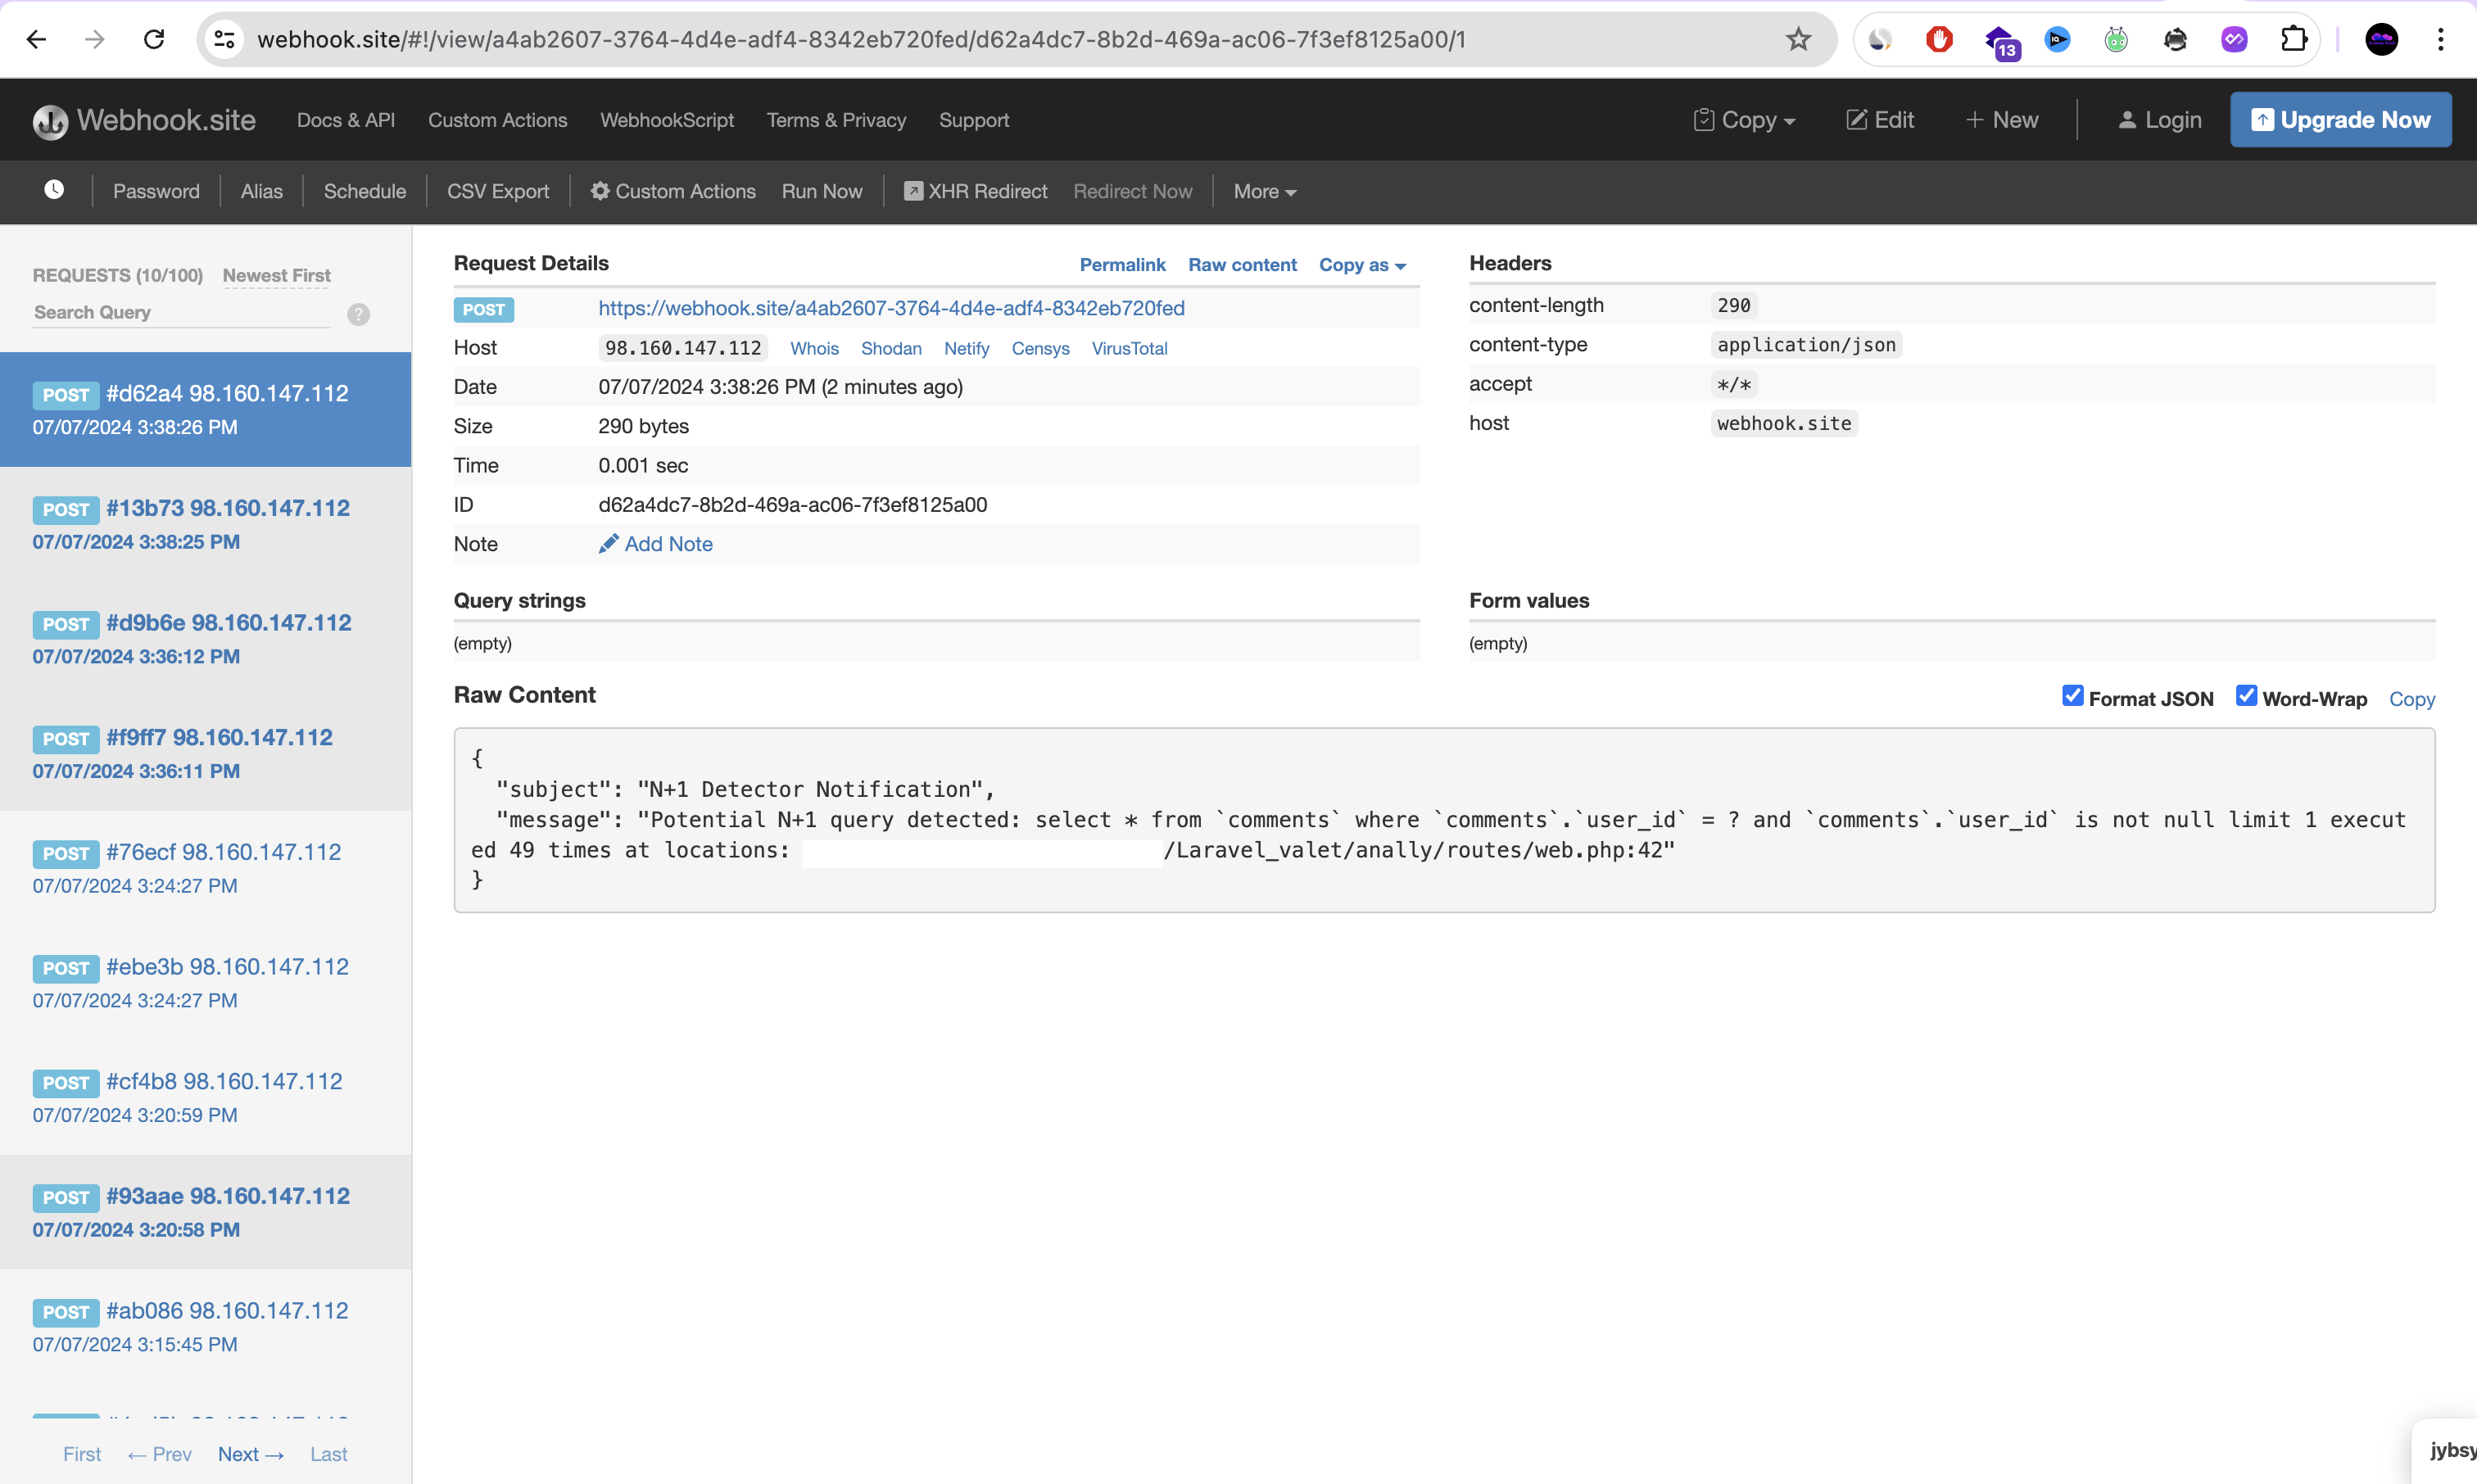 webhook.site/#!/view/a4ab2607-3764-4d4e-adf4-8342eb720fed/d62a4dc7-8b2d-469a-ac06-7f3ef8125a00/1
13
Webhook.site Docs & API Custom Actions WebhookScript Terms & Privacy Support Copy Edit + New Login Upgrade Now
Password Alias Schedule CSV Export Custom Actions Run Now XHR Redirect Redirect Now More
REQUESTS (10/100) Newest First
Search Query ?
POST #d62a4 98.160.147.112
07/07/2024 3:38:26 PM
POST #13b73 98.160.147.112
07/07/2024 3:38:25 PM
POST #d9b6e 98.160.147.112
07/07/2024 3:36:12 PM
POST #f9ff7 98.160.147.112
07/07/2024 3:36:11 PM
POST #76ecf 98.160.147.112
07/07/2024 3:24:27 PM
POST #ebe3b 98.160.147.112
07/07/2024 3:24:27 PM
POST #cf4b8 98.160.147.112
07/07/2024 3:20:59 PM
POST #93aae 98.160.147.112
07/07/2024 3:20:58 PM
POST #ab086 98.160.147.112
07/07/2024 3:15:45 PM
First ← Prev Next → Last
Request Details Permalink Raw content Copy as
POST https://webhook.site/a4ab2607-3764-4d4e-adf4-8342eb720fed
Host 98.160.147.112 Whois Shodan Netify Censys VirusTotal
Date 07/07/2024 3:38:26 PM (2 minutes ago)
Size 290 bytes
Time 0.001 sec
ID d62a4dc7-8b2d-469a-ac06-7f3ef8125a00
Note Add Note
Headers
content-length 290
content-type application/json
accept */*
host webhook.site
Query strings
(empty)
Form values
(empty)
Raw Content Format JSON Word-Wrap Copy
{
"subject": "N+1 Detector Notification",
"message": "Potential N+1 query detected: select * from `comments` where `comments`.`user_id` = ? and `comments`.`user_id` is not null limit 1 execut
ed 49 times at locations: /Laravel_valet/anally/routes/web.php:42"
}
jybsy